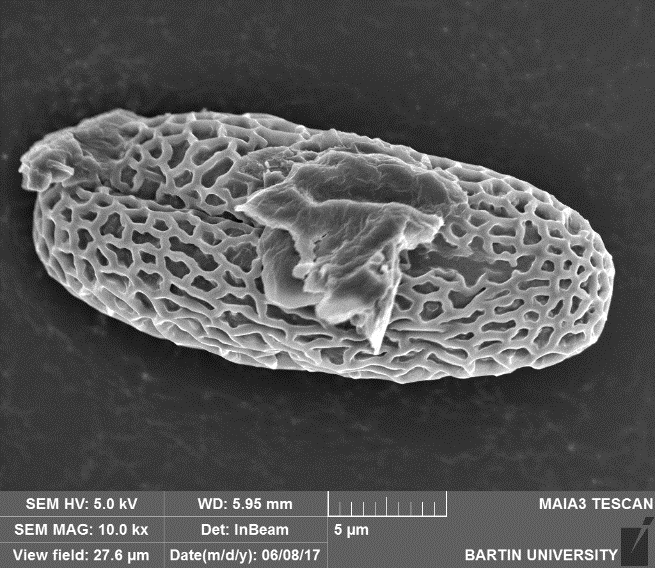 SEM HV: 5.0 kV WD: 5.95 mm MAIA3 TESCAN
SEM MAG: 10.0 kx Det: InBeam 5 µm
View field: 27.6 µm Date(m/d/y): 06/08/17 BARTIN UNIVERSITY